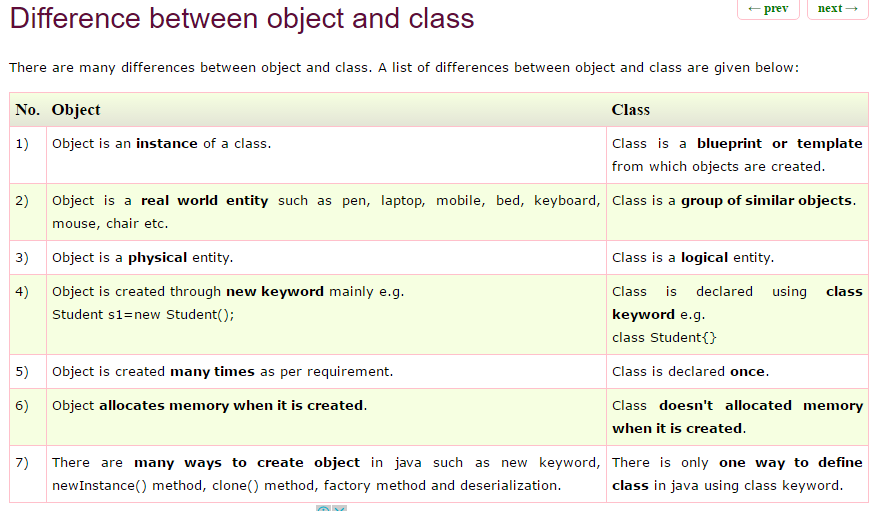 Difference between object and class
← prev
next →
There are many differences between object and class. A list of differences between object and class are given below:
No. Object Class
1) Object is an instance of a class. Class is a blueprint or template
from which objects are created.
2) Object is a real world entity such as pen, laptop, mobile, bed, keyboard, Class is a group of similar objects.
mouse, chair etc.
3) Object is a physical entity. Class is a logical entity.
4) Object is created through new keyword mainly e.g. Class is declared using class
Student s1=new Student(); keyword e.g.
class Student{}
5) Object is created many times as per requirement. Class is declared once.
6) Object allocates memory when it is created. Class doesn't allocated memory
when it is created.
7) There are many ways to create object in java such as new keyword, There is only one way to define
newInstance() method, clone() method, factory method and deserialization. class in java using class keyword.